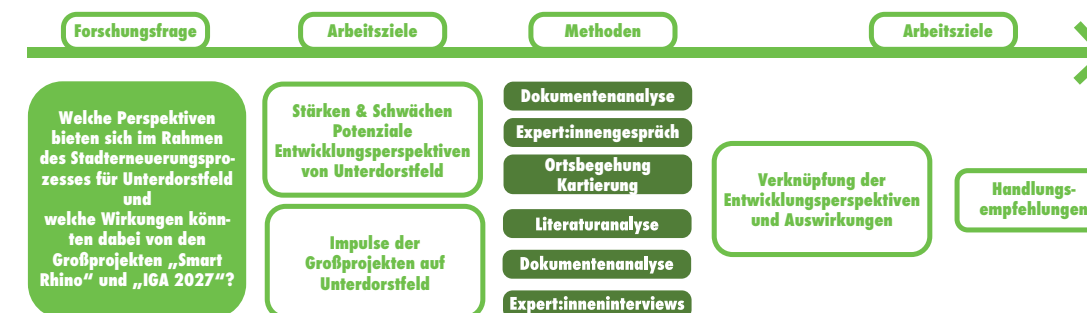 Forschungsfrage
Arbeitsziele
Methoden
Arbeitsziele
Welche Perspektiven
bieten sich im Rahmen
des Stadterneuerungspro-
zesses für Unterdorstfeld
und
welche Wirkungen könn-
ten dabei von den
Großprojekten „Smart
Rhino“ und „IGA 2027“?
Stärken & Schwächen
Potenziale
Entwicklungsperspektiven
von Unterdorstfeld
Impulse der
Großprojekten auf
Unterdorstfeld
Dokumentenanalyse
Expert:innengespräch
Ortsbegehung
Kartierung
Literaturanalyse
Dokumentenanalyse
Expert:inneninterviews
Verknüpfung der
Entwicklungsperspektiven
und Auswirkungen
Handlungs-
empfehlungen